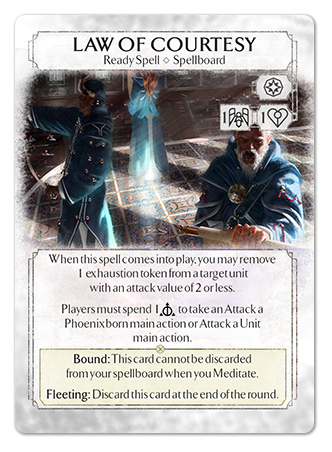 LAW OF COURTESY
Ready Spell ◇ Spellboard
1 1
When this spell comes into play, you may remove
1 exhaustion token from a target unit
with an attack value of 2 or less.
Players must spend 1 to take an Attack a
Phoenixborn main action or Attack a Unit
main action.
Bound: This card cannot be discarded
from your spellboard when you Meditate.
Fleeting: Discard this card at the end of the round.